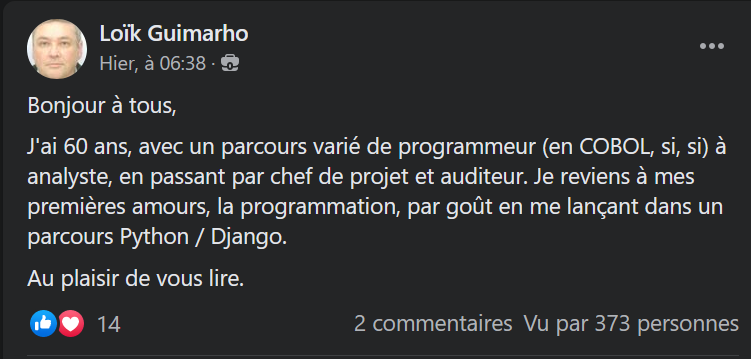 Loïk Guimarho
Hier, à 06:38 ·
Bonjour à tous,
J'ai 60 ans, avec un parcours varié de programmeur (en COBOL, si, si) à
analyste, en passant par chef de projet et auditeur. Je reviens à mes
premières amours, la programmation, par goût en me lançant dans un
parcours Python / Django.
Au plaisir de vous lire.
14
2 commentaires Vu par 373 personnes